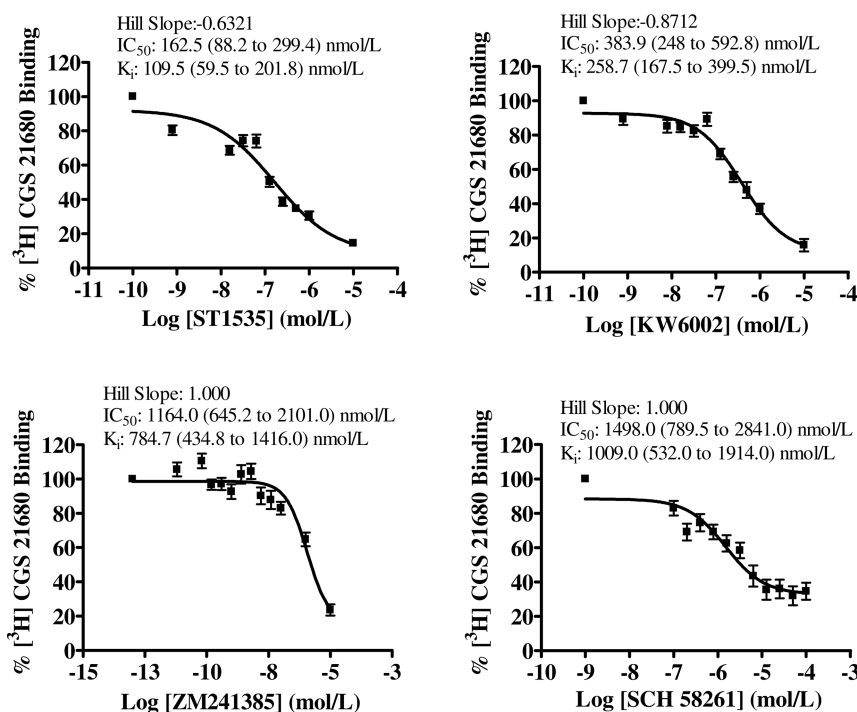 Hill Slope:-0.6321
IC50: 162.5 (88.2 to 299.4) nmol/L
Ki: 109.5 (59.5 to 201.8) nmol/L
% [3H] CGS 21680 Binding
120
100
80
60
40
20
0
-11 -10 -9 -8 -7 -6 -5 -4
Log [ST1535] (mol/L)
Hill Slope:-0.8712
IC50: 383.9 (248 to 592.8) nmol/L
Ki: 258.7 (167.5 to 399.5) nmol/L
% [3H] CGS 21680 Binding
120
100
80
60
40
20
0
-11 -10 -9 -8 -7 -6 -5 -4
Log [KW6002] (mol/L)
Hill Slope: 1.000
IC50: 1164.0 (645.2 to 2101.0) nmol/L
Ki: 784.7 (434.8 to 1416.0) nmol/L
% [3H] CGS 21680 Binding
120
100
80
60
40
20
0
-15 -13 -10 -8 -5 -3
Log [ZM241385] (mol/L)
Hill Slope: 1.000
IC50: 1498.0 (789.5 to 2841.0) nmol/L
Ki: 1009.0 (532.0 to 1914.0) nmol/L
% [3H] CGS 21680 Binding
120
100
80
60
40
20
0
-10 -9 -8 -7 -6 -5 -4 -3
Log [SCH 58261] (mol/L)